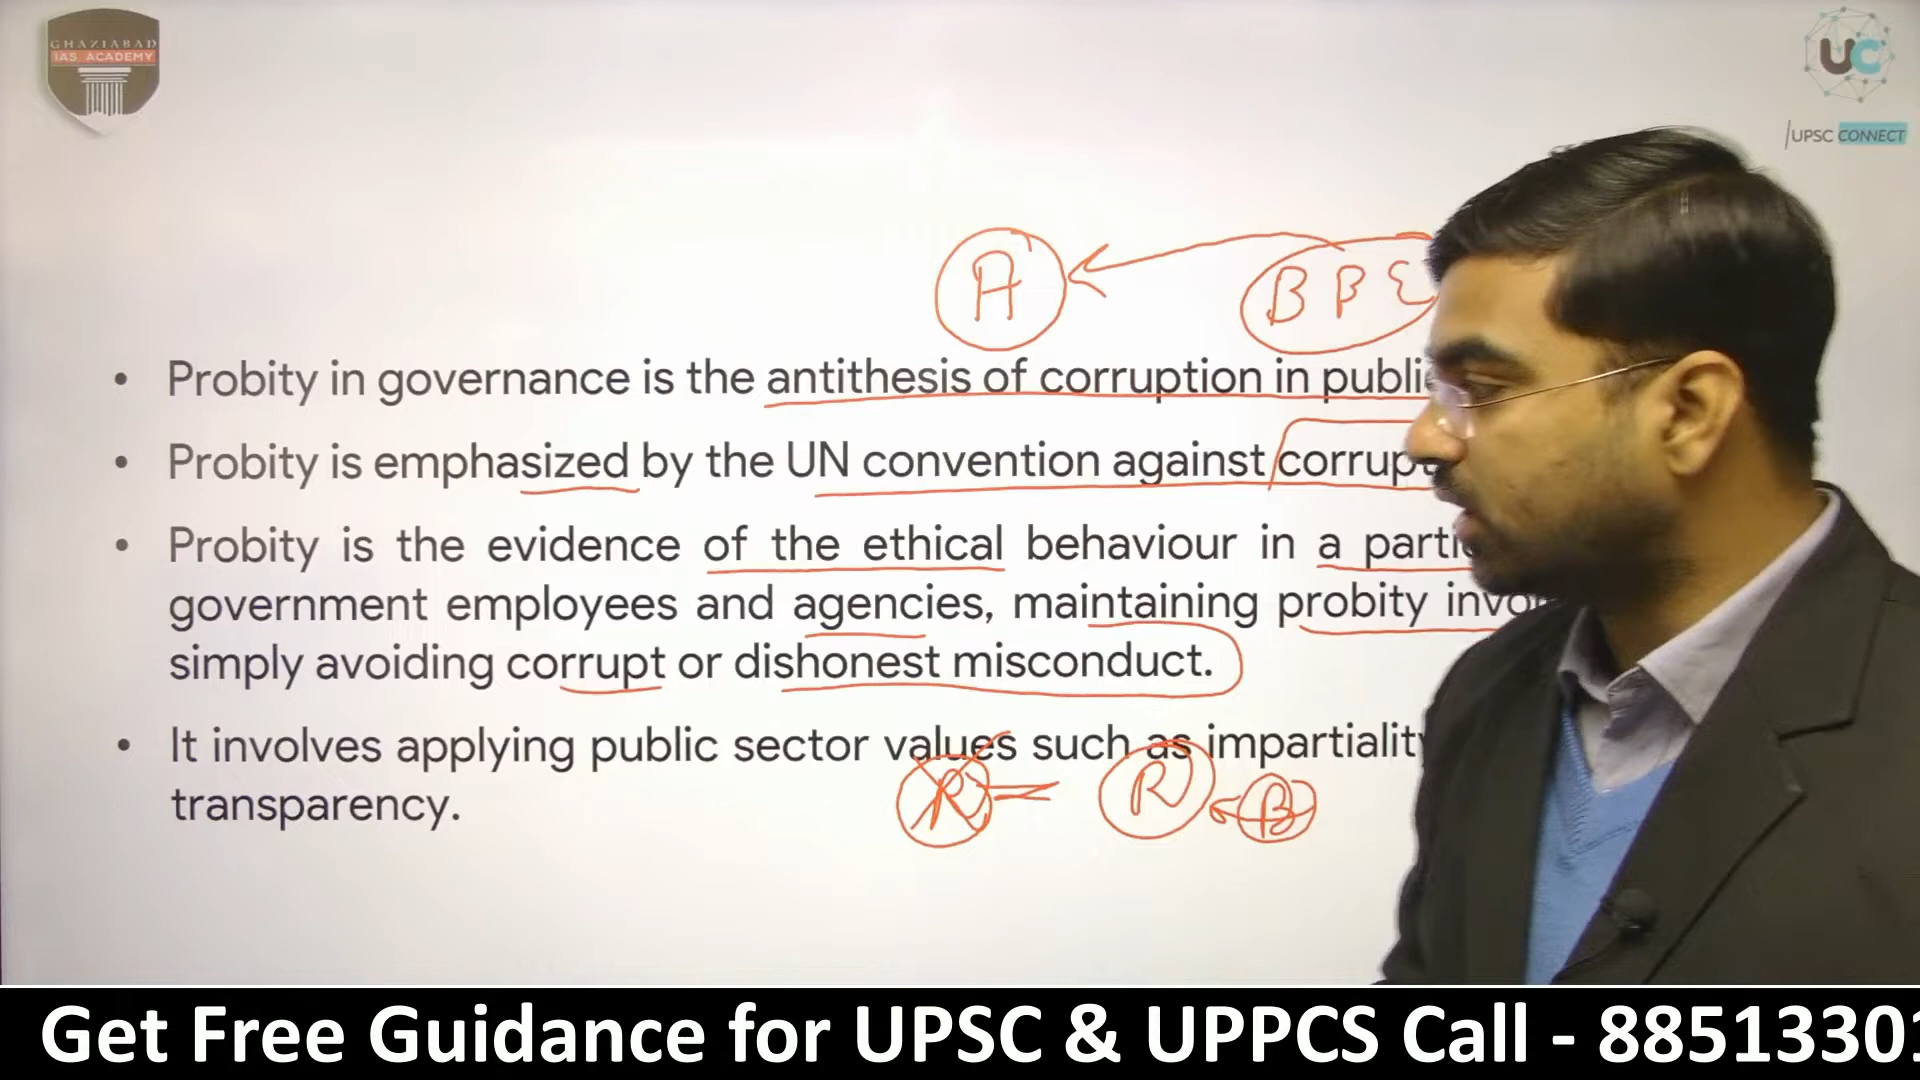 GHAZIABAD
IAS ACADEMY
UC
UPSC CONNECT
A
B P E
• Probity in governance is the antithesis of corruption in publi
• Probity is emphasized by the UN convention against corrup
• Probity is the evidence of the ethical behaviour in a parti
government employees and agencies, maintaining probity invo
simply avoiding corrupt or dishonest misconduct.
• It involves applying public sector values such as impartiality
transparency.
R = R B
Get Free Guidance for UPSC & UPPCS Call - 88513301